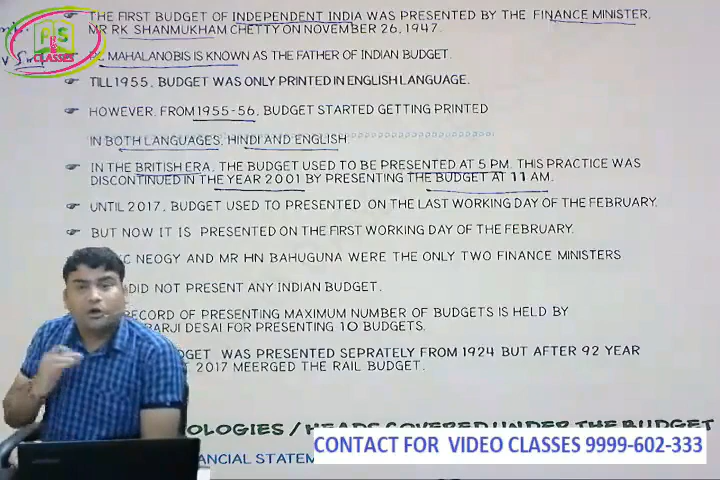 ☞ THE FIRST BUDGET OF INDEPENDENT INDIA WAS PRESENTED BY THE FINANCE MINISTER,
MR RK SHANMUKHAM CHETTY ON NOVEMBER 26, 1947.
P S
CLASSES
MAHALANOBIS IS KNOWN AS THE FATHER OF INDIAN BUDGET.
☞ TILL 1955, BUDGET WAS ONLY PRINTED IN ENGLISH LANGUAGE.
☞ HOWEVER, FROM 1955-56, BUDGET STARTED GETTING PRINTED
IN BOTH LANGUAGES, HINDI AND ENGLISH
☞ IN THE BRITISH ERA, THE BUDGET USED TO BE PRESENTED AT 5 PM. THIS PRACTICE WAS
DISCONTINUED IN THE YEAR 2001 BY PRESENTING THE BUDGET AT 11 AM.
☞ UNTIL 2017, BUDGET USED TO PRESENTED ON THE LAST WORKING DAY OF THE FEBRUARY.
☞ BUT NOW IT IS PRESENTED ON THE FIRST WORKING DAY OF THE FEBRUARY.
NEOGY AND MR HN BAHUGUNA WERE THE ONLY TWO FINANCE MINISTERS
DID NOT PRESENT ANY INDIAN BUDGET.
RECORD OF PRESENTING MAXIMUM NUMBER OF BUDGETS IS HELD BY
DESAI FOR PRESENTING 10 BUDGETS.
WAS PRESENTED SEPRATELY FROM 1924 BUT AFTER 92 YEAR
2017 MEERGED THE RAIL BUDGET.
COVERED UNDER THE BUDGET
CONTACT FOR VIDEO CLASSES 9999-602-333